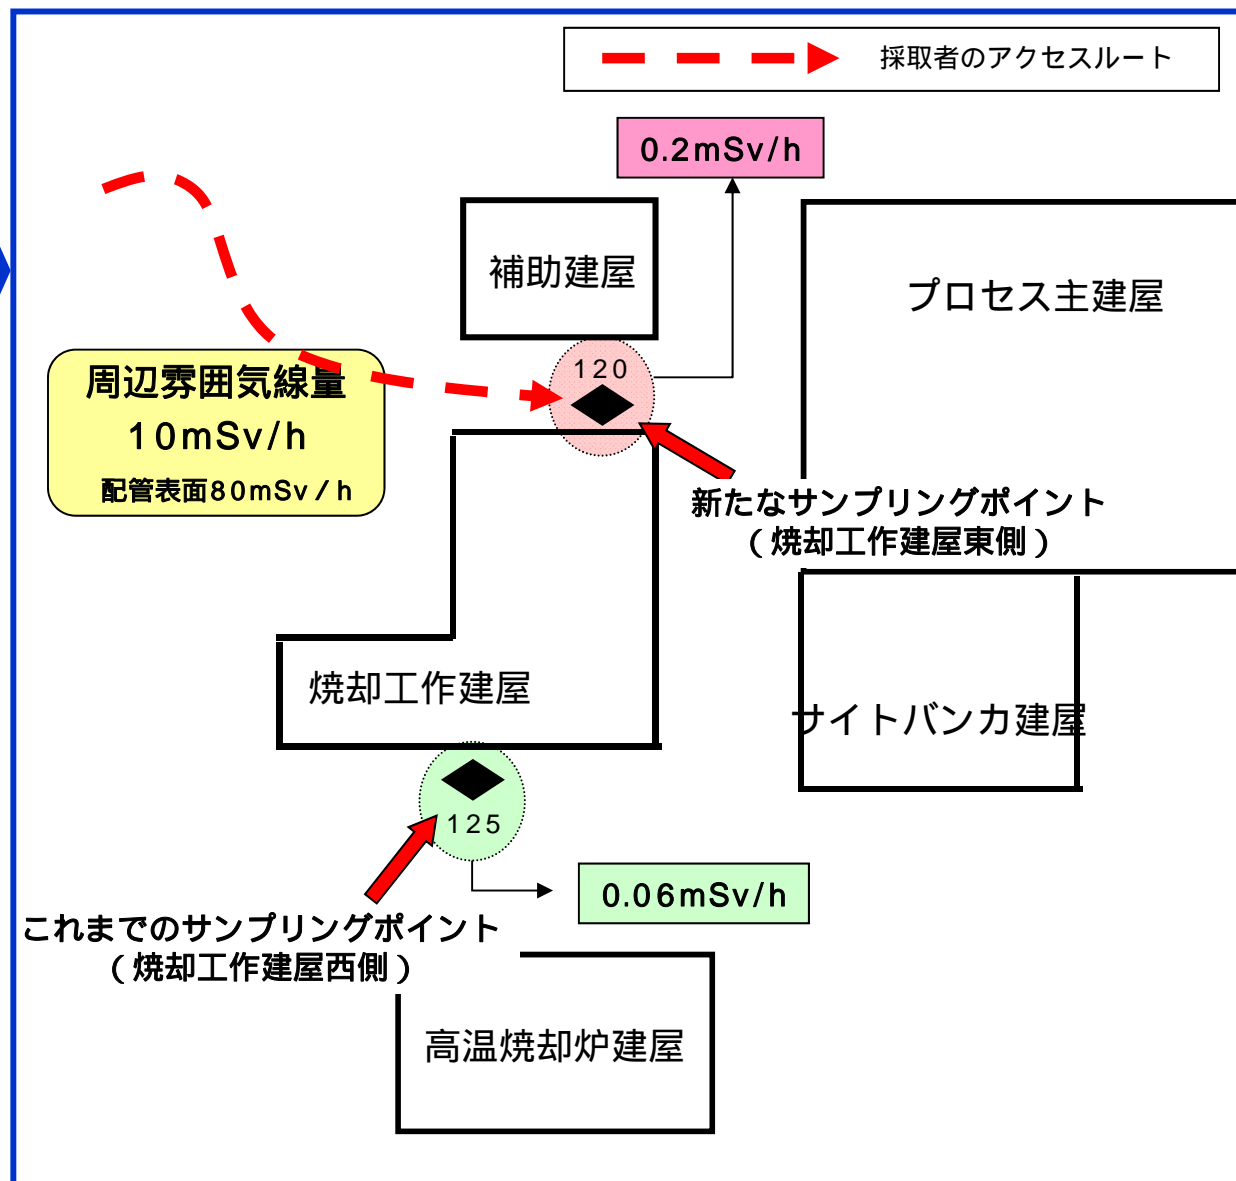 採取者のアクセスルート
0.2mSv/h
補助建屋
プロセス主建屋
120
周辺雰囲気線量
10mSv/h
配管表面80mSv/h
新たなサンプリングポイント
(焼却工作建屋東側)
焼却工作建屋
サイトバンカ建屋
125
0.06mSv/h
これまでのサンプリングポイント
(焼却工作建屋西側)
高温焼却炉建屋